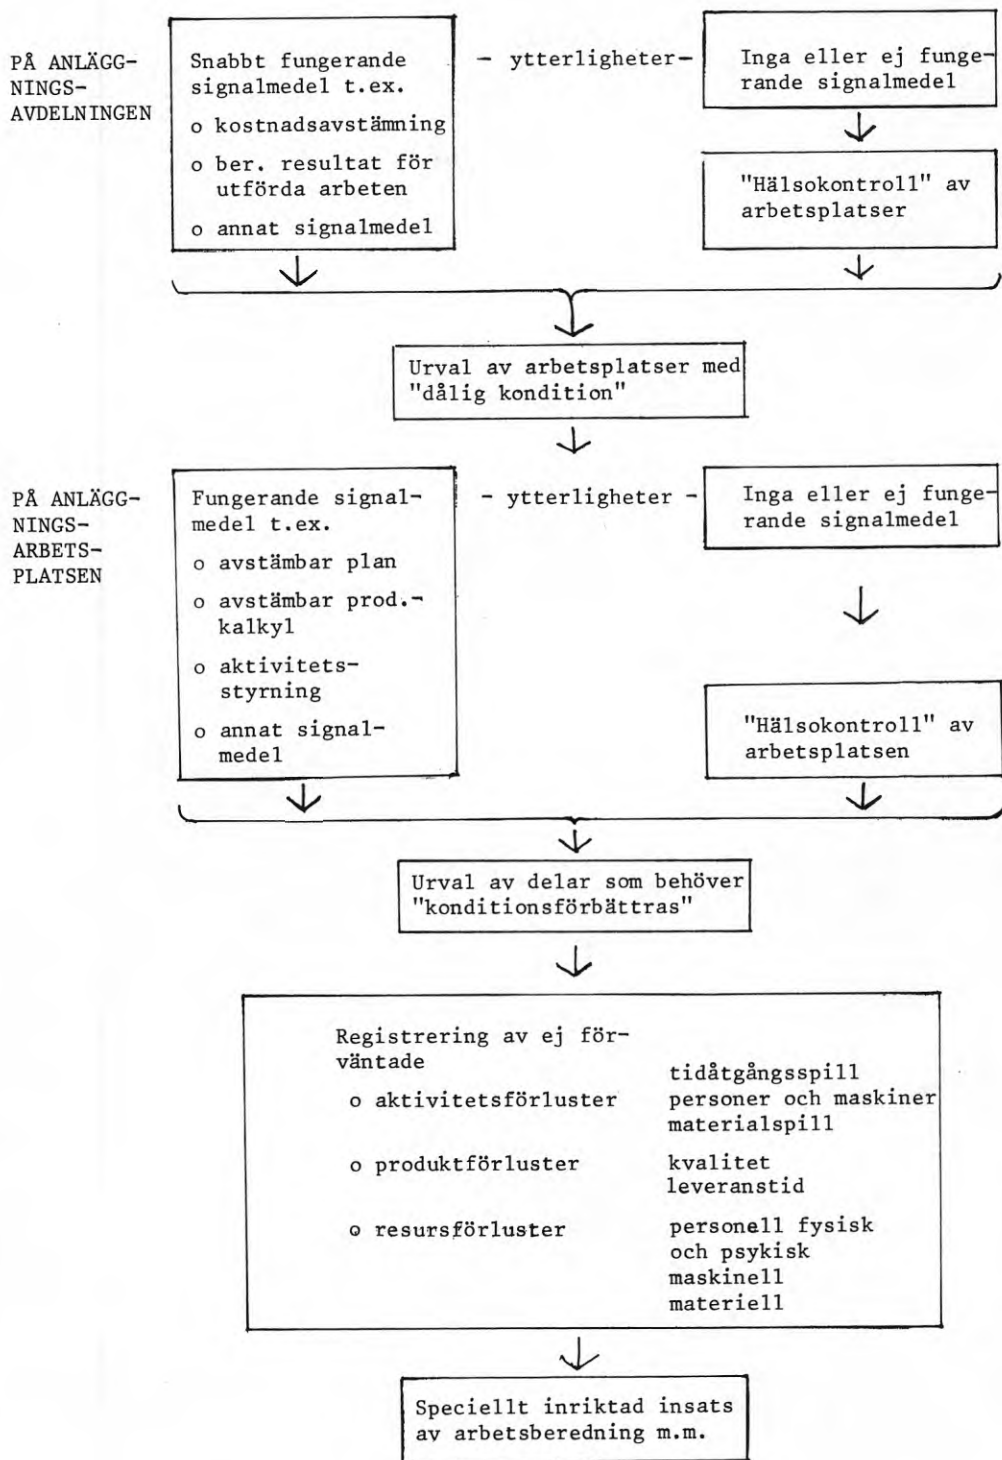 PÅ ANLÄGG-
NINGS-
AVDELNINGEN
Snabbt fungerande
signalmedel t.ex.
o kostnadsavstämning
o ber. resultat för
utförda arbeten
o annat signalmedel
- ytterligheter-
Inga eller ej funge-
rande signalmedel
"Hälsokontroll" av
arbetsplatser
Urval av arbetsplatser med
"dålig kondition"
PÅ ANLÄGG-
NINGS-
ARBETS-
PLATSEN
Fungerande signal-
medel t.ex.
o avstämbar plan
o avstämbar prod.-
kalkyl
o aktivitets-
styrning
o annat signal-
medel
- ytterligheter -
Inga eller ej funge-
rande signalmedel
"Hälsokontroll" av
arbetsplatsen
Urval av delar som behöver
"konditionsförbättras"
Registrering av ej för-
väntade
o aktivitetsförluster
tidåtgångsspill
personer och maskiner
materialspill
o produktförluster
kvalitet
leveranstid
o resursförluster
personell fysisk
och psykisk
maskinell
materiell
Speciellt inriktad insats
av arbetsberedning m.m.